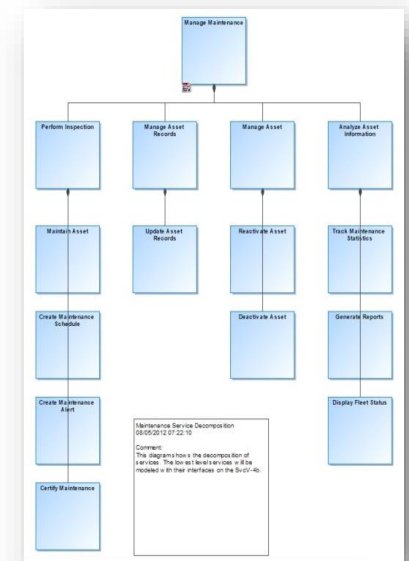 Manage Maintenance
Perform Inspection
Manage Asset
Records
Manage Asset
Analyze Asset
Information
Maintain Asset
Update Asset
Records
Reactivate Asset
Track Maintenance
Statistics
Create Maintenance
Schedule
Deactivate Asset
Generate Reports
Create Maintenance
Alert
Display Fleet Status
Certify Maintenance
Maintenance Service Decomposition
08/05/2012 07:22:10
Comment:
This diagrams shows the decomposition of
services. The lowest level services will be
modeled with their interfaces on the SvcV-4b.